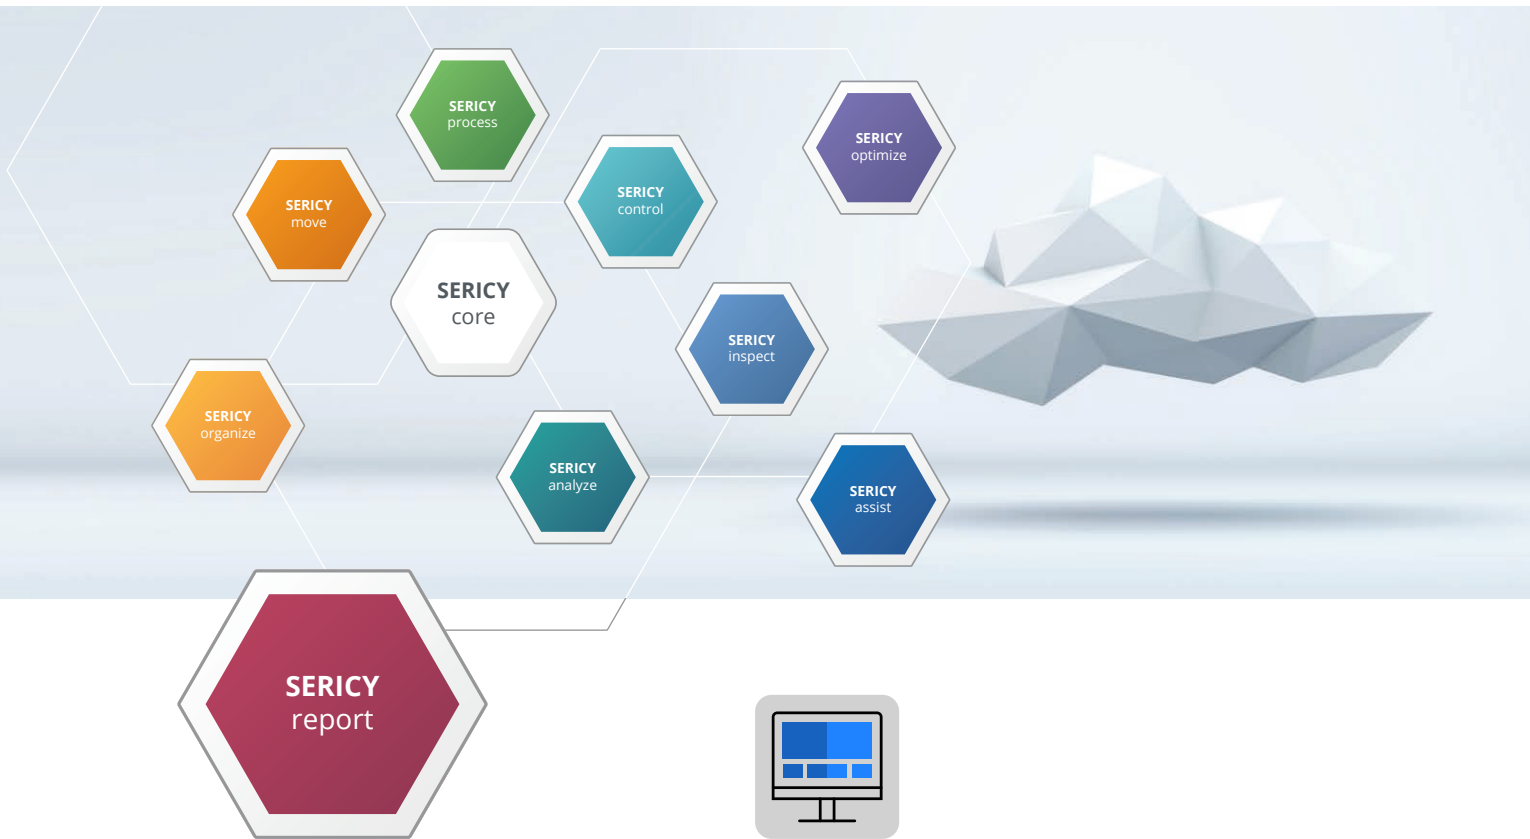 SERICY
process
SERICY
optimize
SERICY
control
SERICY
move
SERICY
core
SERICY
inspect
SERICY
organize
SERICY
analyze
SERICY
assist
SERICY
report